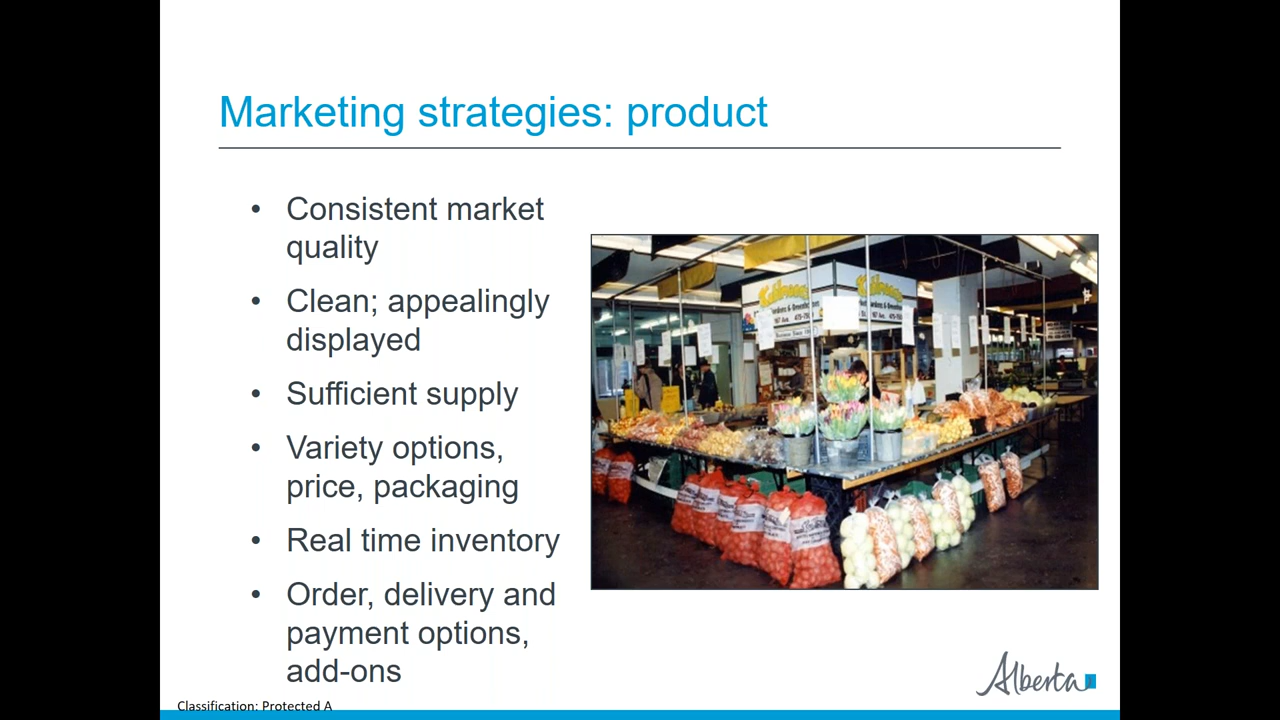 Marketing strategies: product
• Consistent market
quality
• Clean; appealingly
displayed
• Sufficient supply
• Variety options,
price, packaging
• Real time inventory
• Order, delivery and
payment options,
add-ons
Alberta
Classification: Protected A